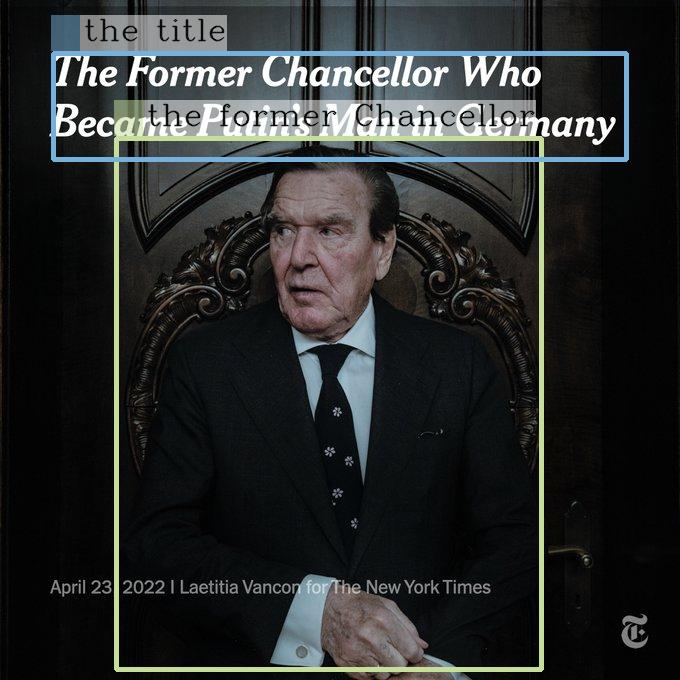 the title
The Former Chancellor Who
the former Chancellor
Became Putin's Man in Germany
April 23, 2022 I Laetitia Vancon for The New York Times
T